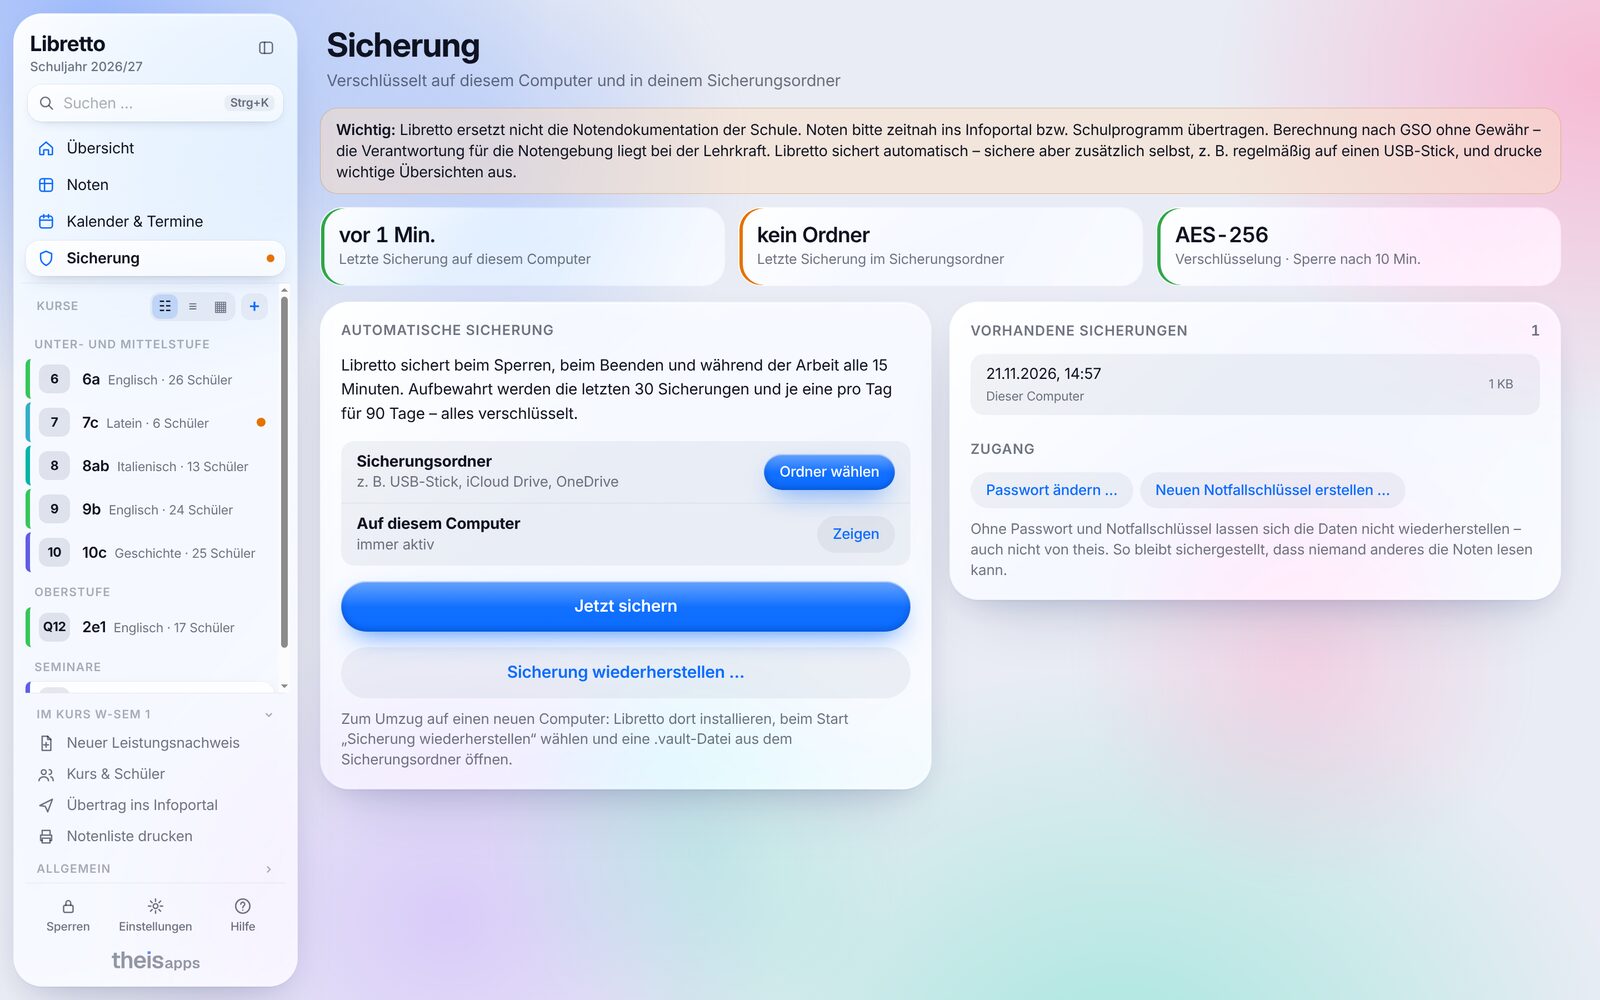 Libretto
Schuljahr 2026/27
Suchen ... Strg+K
Übersicht
Noten
Kalender & Termine
Sicherung
KURSE
UNTER- UND MITTELSTUFE
6 6a Englisch · 26 Schüler
7 7c Latein · 6 Schüler
8 8ab Italienisch · 13 Schüler
9 9b Englisch · 24 Schüler
10 10c Geschichte · 25 Schüler
OBERSTUFE
Q12 2e1 Englisch · 17 Schüler
SEMINARE
IM KURS W-SEM 1
Neuer Leistungsnachweis
Kurs & Schüler
Übertrag ins Infoportal
Notenliste drucken
ALLGEMEIN
Sperren Einstellungen Hilfe
theisapps
Sicherung
Verschlüsselt auf diesem Computer und in deinem Sicherungsordner
Wichtig: Libretto ersetzt nicht die Notendokumentation der Schule. Noten bitte zeitnah ins Infoportal bzw. Schulprogramm übertragen. Berechnung nach GSO ohne Gewähr –
die Verantwortung für die Notengebung liegt bei der Lehrkraft. Libretto sichert automatisch – sichere aber zusätzlich selbst, z. B. regelmäßig auf einen USB-Stick, und drucke
wichtige Übersichten aus.
vor 1 Min.
Letzte Sicherung auf diesem Computer
kein Ordner
Letzte Sicherung im Sicherungsordner
AES-256
Verschlüsselung · Sperre nach 10 Min.
AUTOMATISCHE SICHERUNG
Libretto sichert beim Sperren, beim Beenden und während der Arbeit alle 15
Minuten. Aufbewahrt werden die letzten 30 Sicherungen und je eine pro Tag
für 90 Tage – alles verschlüsselt.
Sicherungsordner
z. B. USB-Stick, iCloud Drive, OneDrive
Ordner wählen
Auf diesem Computer
immer aktiv
Zeigen
Jetzt sichern
Sicherung wiederherstellen ...
Zum Umzug auf einen neuen Computer: Libretto dort installieren, beim Start
„Sicherung wiederherstellen“ wählen und eine .vault-Datei aus dem
Sicherungsordner öffnen.
VORHANDENE SICHERUNGEN 1
21.11.2026, 14:57
Dieser Computer
1 KB
ZUGANG
Passwort ändern ... Neuen Notfallschlüssel erstellen ...
Ohne Passwort und Notfallschlüssel lassen sich die Daten nicht wiederherstellen –
auch nicht von theis. So bleibt sichergestellt, dass niemand anderes die Noten lesen
kann.